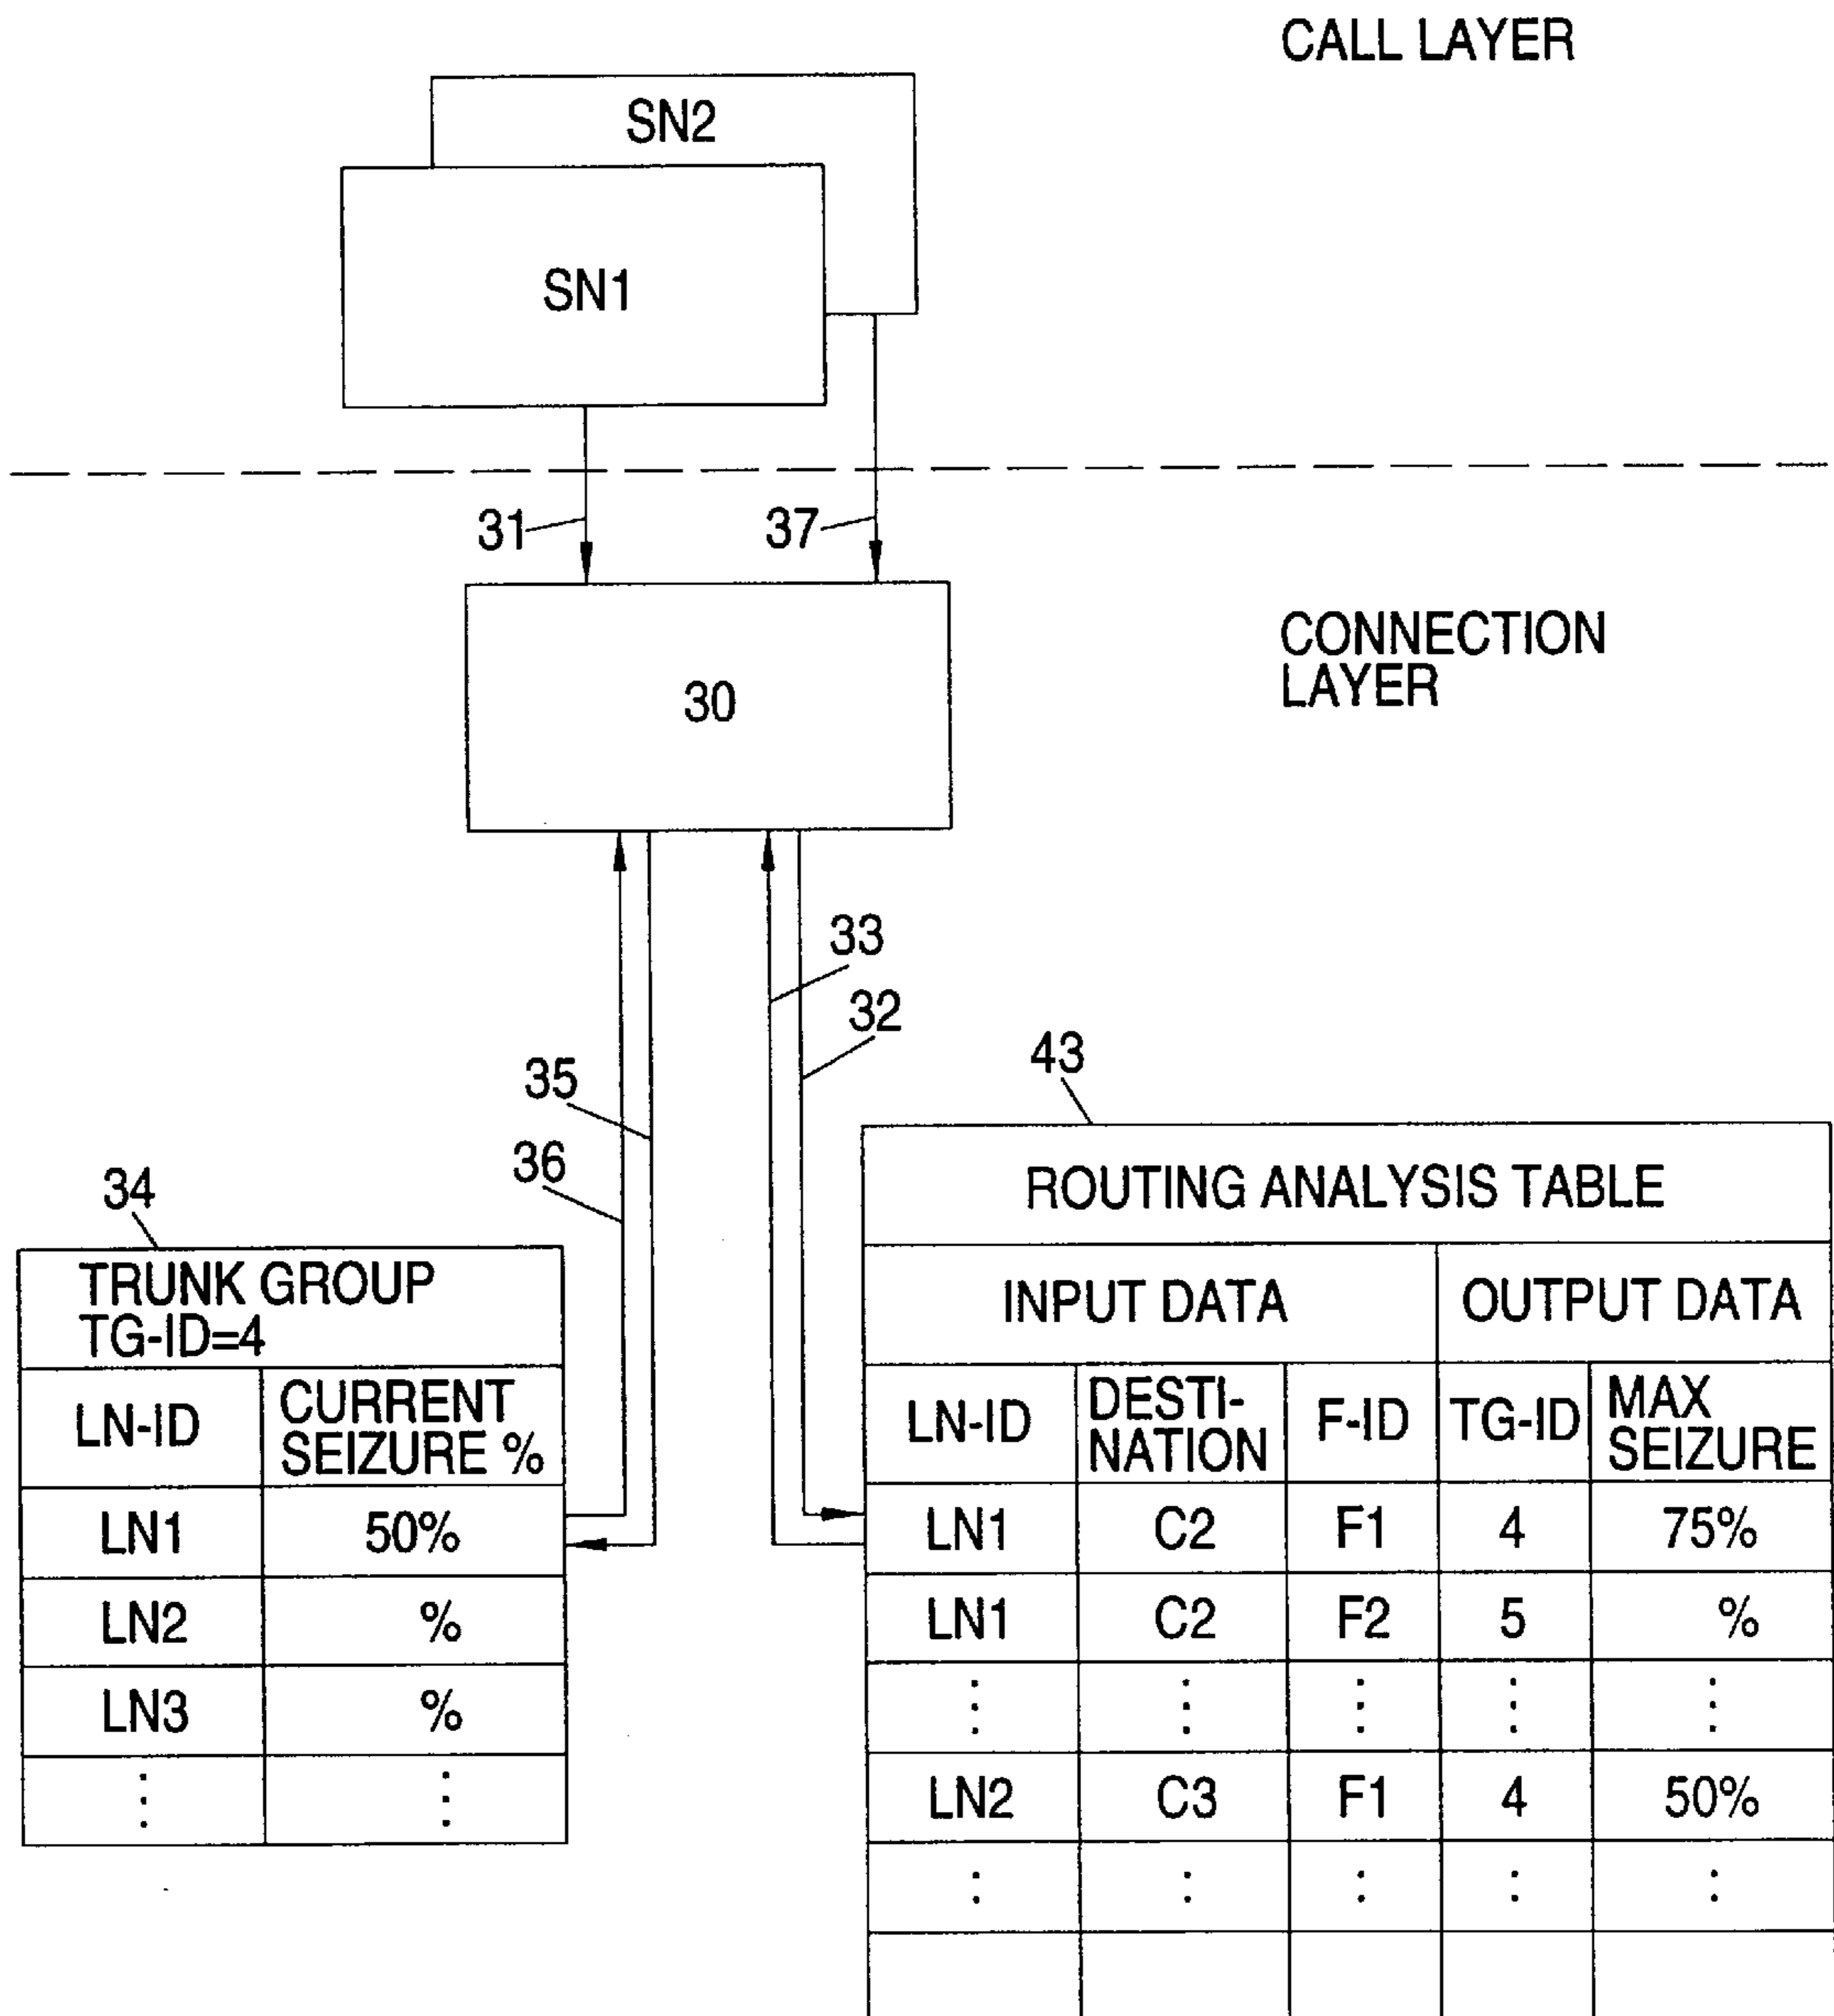 CALL LAYER
SN2
SN1
31
37
CONNECTION
LAYER
30
33
32
43
35
36
34
TRUNK GROUP
TG-ID=4
LN-ID CURRENT
SEIZURE %
LN1 50%
LN2 %
LN3 %
⋮ ⋮
ROUTING ANALYSIS TABLE
INPUT DATA OUTPUT DATA
LN-ID DESTI-
NATION F-ID TG-ID MAX
SEIZURE
LN1 C2 F1 4 75%
LN1 C2 F2 5 %
⋮ ⋮ ⋮ ⋮ ⋮
LN2 C3 F1 4 50%
⋮ ⋮ ⋮ ⋮ ⋮